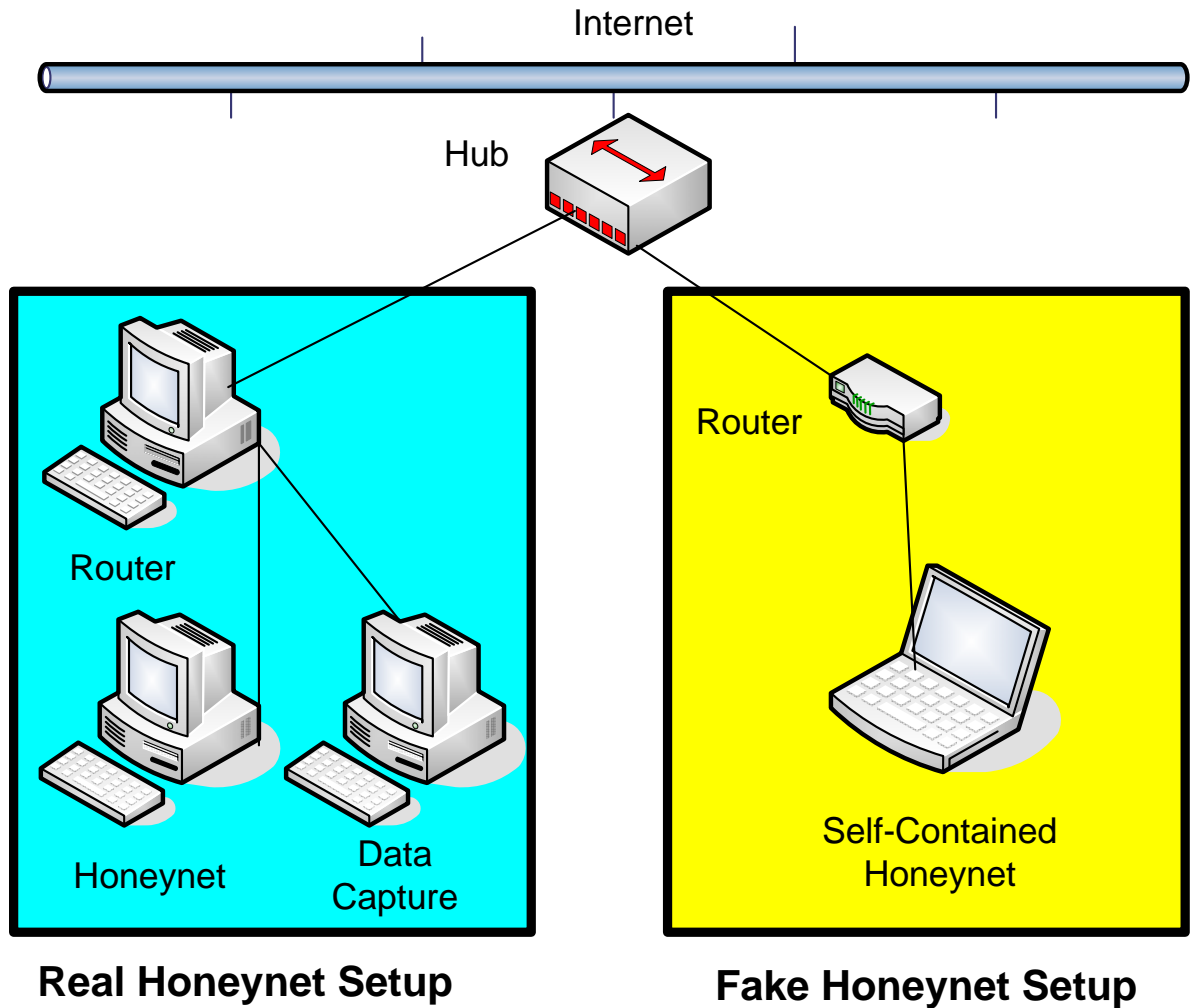 Internet
Hub
Router
Honeynet
Data
Capture
Real Honeynet Setup
Router
Self-Contained
Honeynet
Fake Honeynet Setup